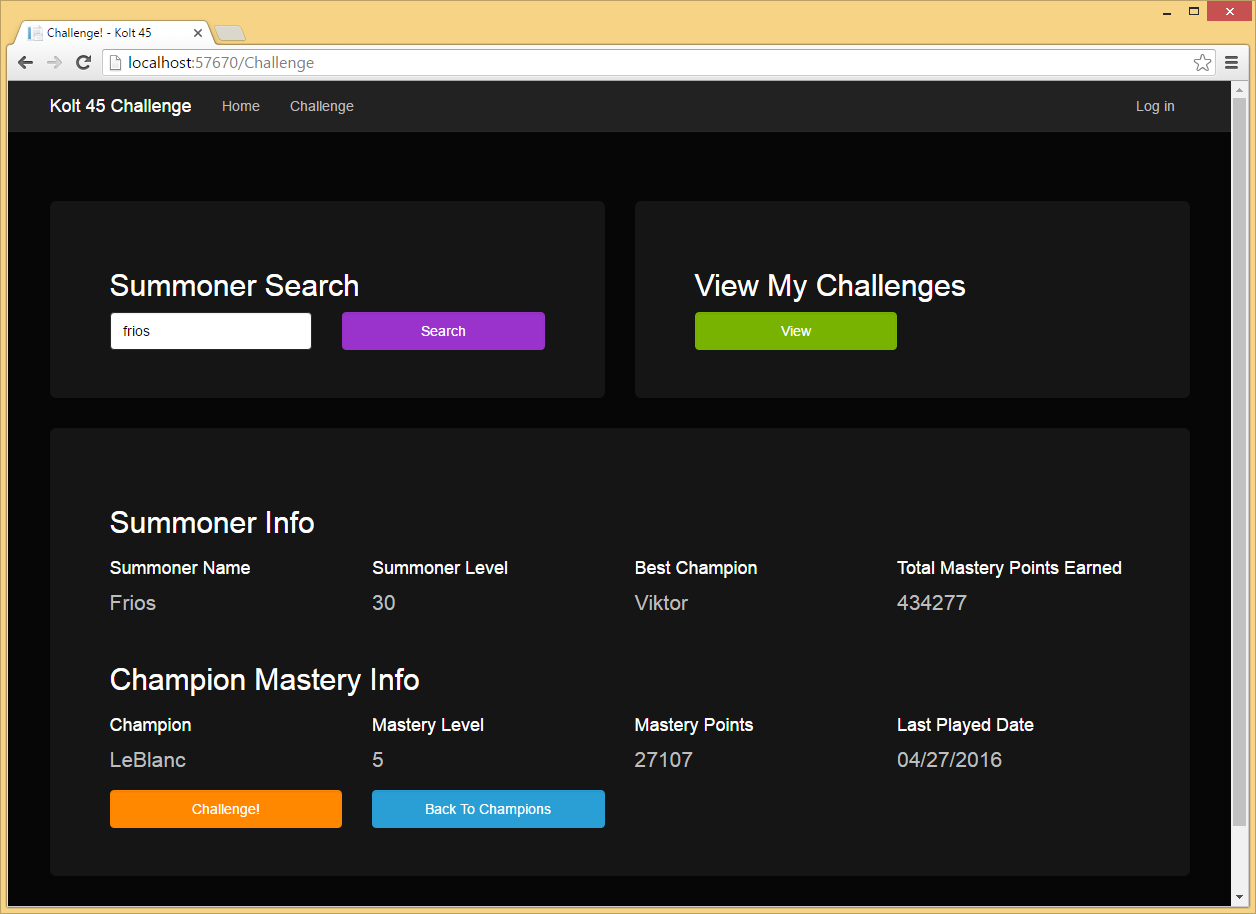 Challenge! - Kolt 45
localhost:57670/Challenge
Kolt 45 Challenge Home Challenge Log in
Summoner Search
frios Search
View My Challenges
View
Summoner Info
Summoner Name Summoner Level Best Champion Total Mastery Points Earned
Frios 30 Viktor 434277
Champion Mastery Info
Champion Mastery Level Mastery Points Last Played Date
LeBlanc 5 27107 04/27/2016
Challenge! Back To Champions